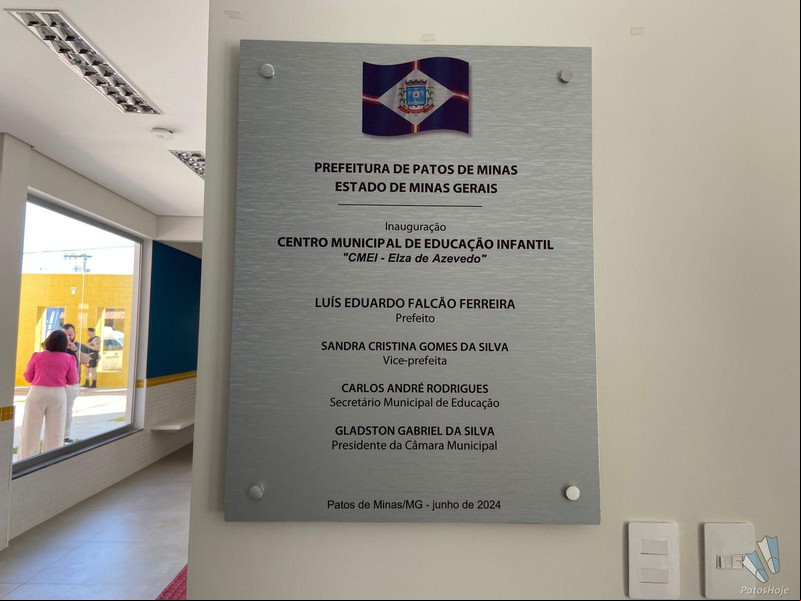 PREFEITURA DE PATOS DE MINAS
ESTADO DE MINAS GERAIS
Inauguração
CENTRO MUNICIPAL DE EDUCAÇÃO INFANTIL
"CMEI - Elza de Azevedo"
LUÍS EDUARDO FALCÃO FERREIRA
Prefeito
SANDRA CRISTINA GOMES DA SILVA
Vice-prefeita
CARLOS ANDRÉ RODRIGUES
Secretário Municipal de Educação
GLADSTON GABRIEL DA SILVA
Presidente da Câmara Municipal
Patos de Minas/MG - junho de 2024
PatosHoje